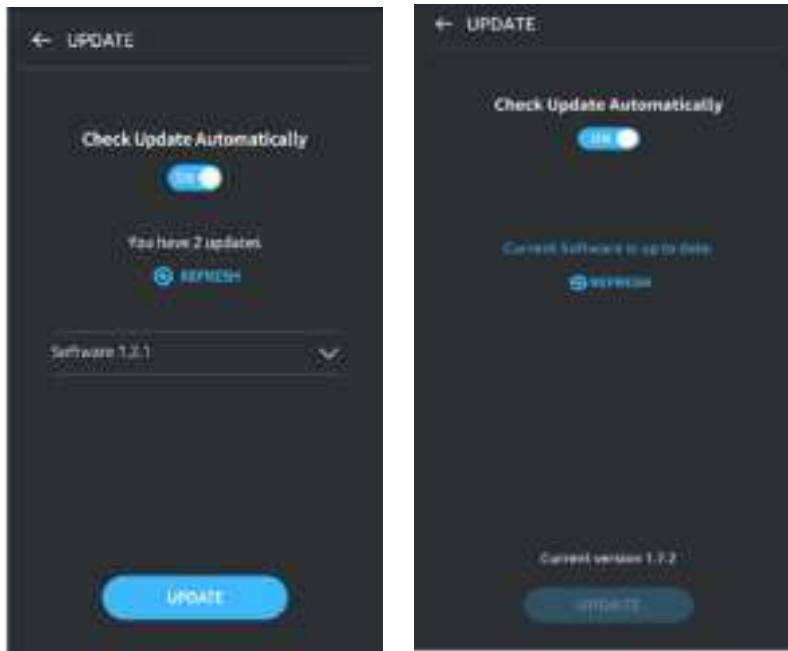 ← UPDATE
Check Update Automatically
ON
You have 2 updates
REFRESH
Software 1.2.1
UPDATE
← UPDATE
Check Update Automatically
ON
Current Software is up to date
REFRESH
Current version 1.7.2
UPDATE